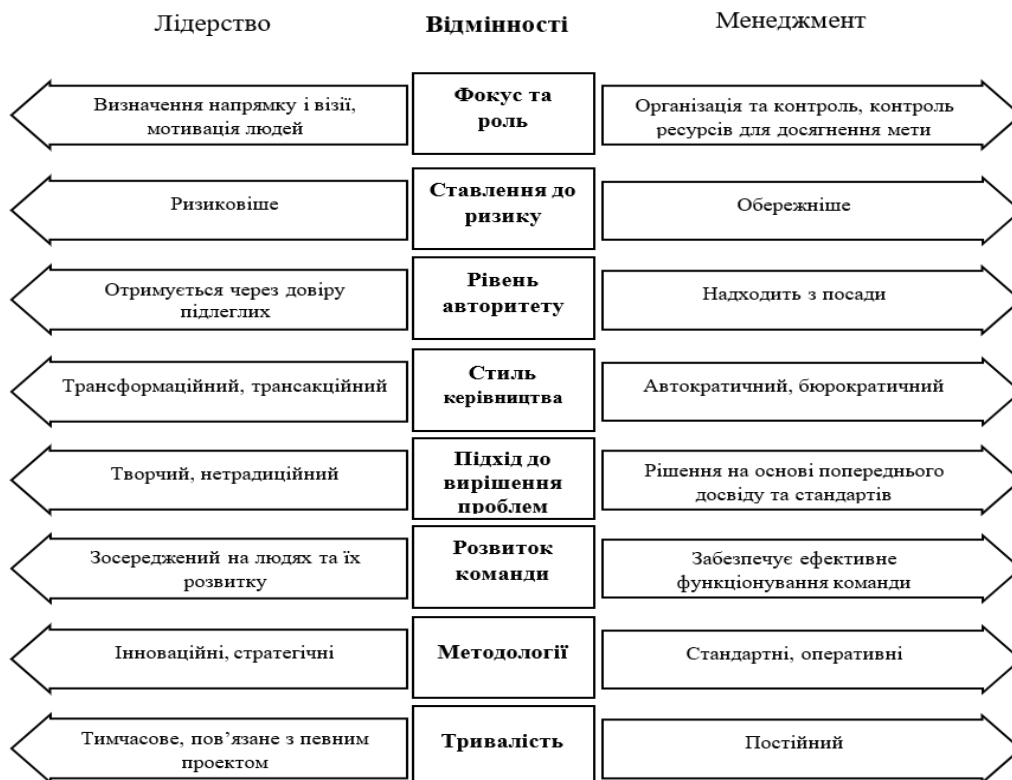 Лідерство
Відмінності
Менеджмент
Визначення напрямку і візії,
мотивація людей
Фокус та
роль
Організація та контроль, контроль
ресурсів для досягнення мети
Ризиковіше
Ставлення до
ризику
Обережніше
Отримується через довіру
підлеглих
Рівень
авторитету
Надходить з посади
Трансформаційний, трансакційний
Стиль
керівництва
Автократичний, бюрократичний
Творчий, нетрадиційний
Підхід до
вирішення
проблем
Рішення на основі попереднього
досвіду та стандартів
Зосереджений на людях та їх
розвитку
Розвиток
команди
Забезпечує ефективне
функціонування команди
Інноваційні, стратегічні
Методології
Стандартні, оперативні
Тимчасове, пов’язане з певним
проектом
Тривалість
Постійний